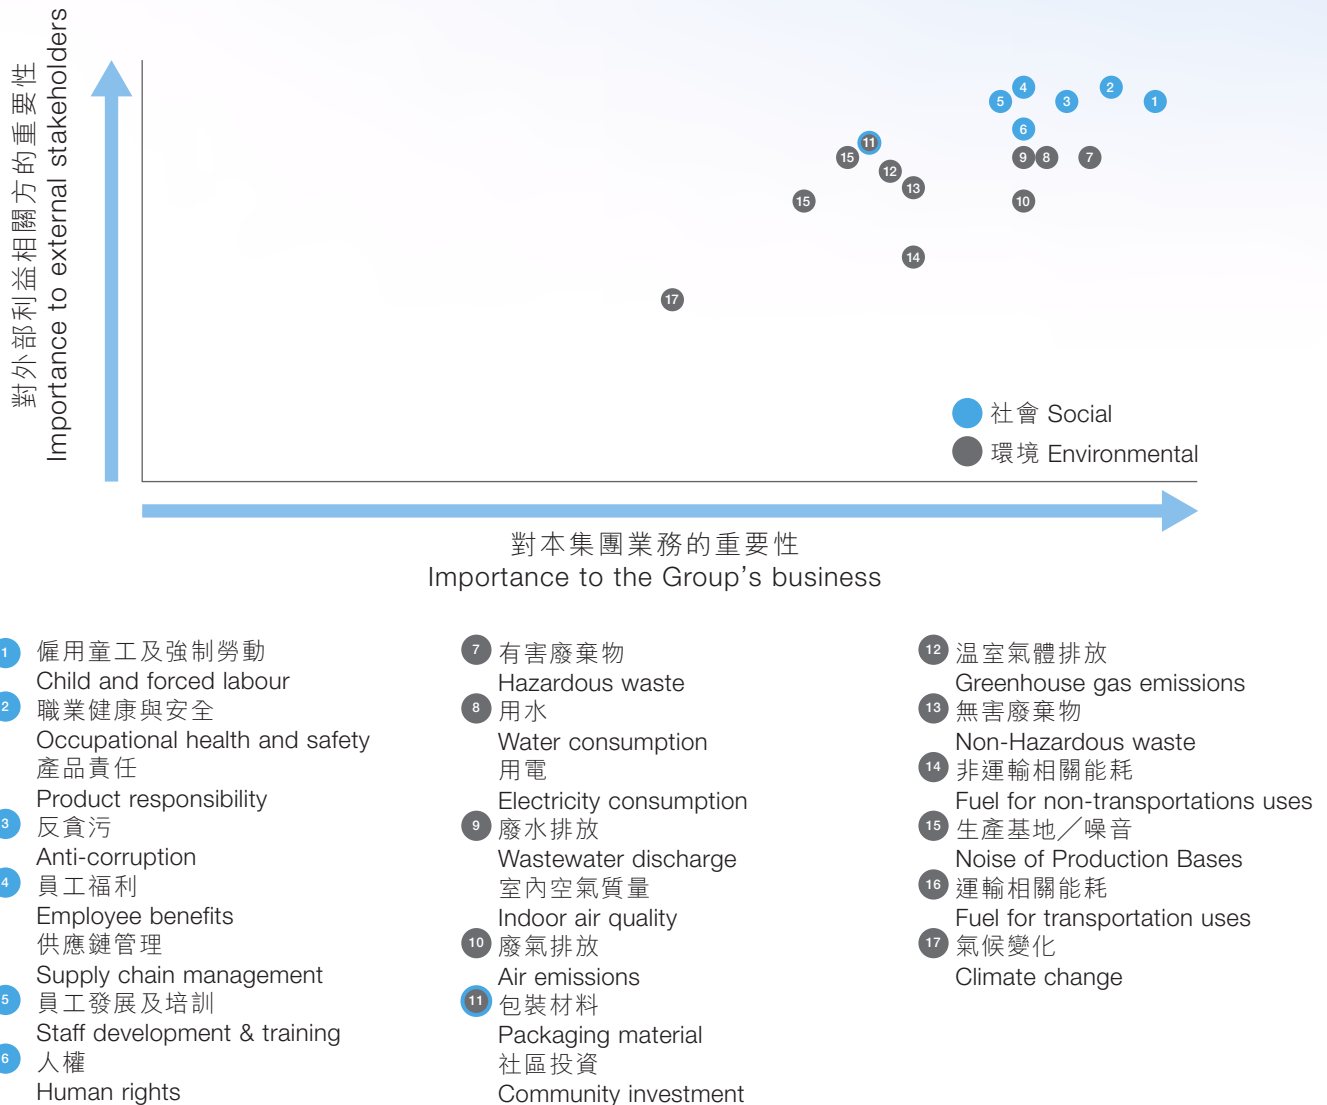 對外部利益相關方的重要性
Importance to external stakeholders
4
2
5
3
1
6
11
15
9
8
7
12
13
15
10
14
17
社會 Social
環境 Environmental
對本集團業務的重要性
Importance to the Group's business
1 僱用童工及強制勞動
Child and forced labour
2 職業健康與安全
Occupational health and safety
產品責任
Product responsibility
3 反貪污
Anti-corruption
4 員工福利
Employee benefits
供應鏈管理
Supply chain management
5 員工發展及培訓
Staff development & training
6 人權
Human rights
7 有害廢棄物
Hazardous waste
8 用水
Water consumption
用電
Electricity consumption
9 廢水排放
Wastewater discharge
室內空氣質量
Indoor air quality
10 廢氣排放
Air emissions
11 包裝材料
Packaging material
社區投資
Community investment
12 温室氣體排放
Greenhouse gas emissions
13 無害廢棄物
Non-Hazardous waste
14 非運輸相關能耗
Fuel for non-transportations uses
15 生產基地／噪音
Noise of Production Bases
16 運輸相關能耗
Fuel for transportation uses
17 氣候變化
Climate change